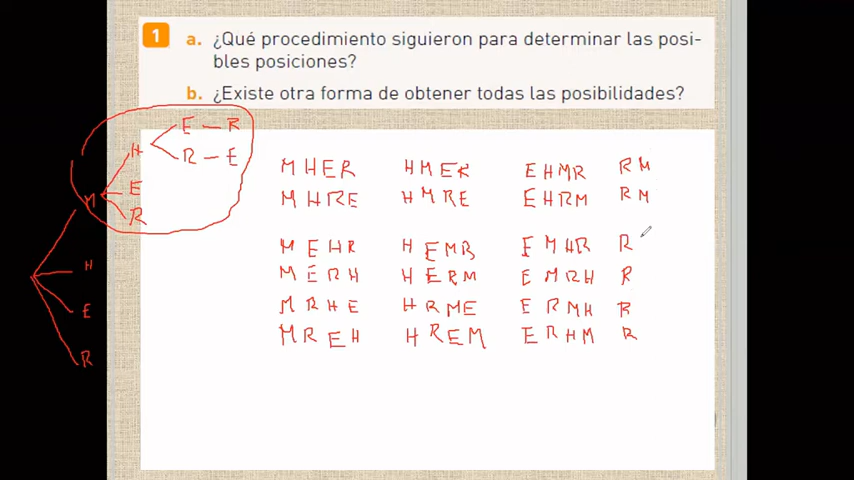 1 a. ¿Qué procedimiento siguieron para determinar las posi-
bles posiciones?
b. ¿Existe otra forma de obtener todas las posibilidades?
E — R
H
R — E
M
E
R
H
E
R
MHER HMER EHMR RM
MHRE HMRE EHRM RM
MEHR HEMR EMHR R
MERH HERM EMRH R
MRHE HRME ERMH R
MREH HREM ERHM R